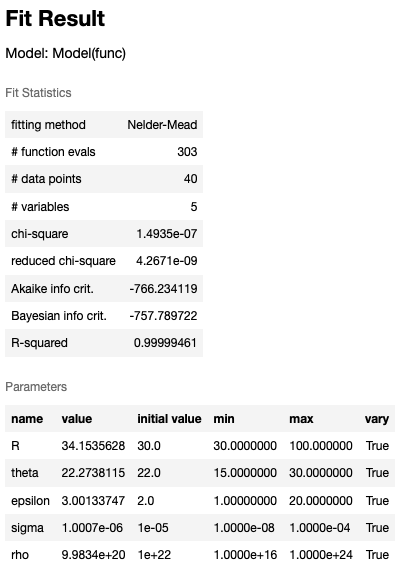 Fit Result
Model: Model(func)
Fit Statistics
fitting method Nelder-Mead
# function evals 303
# data points 40
# variables 5
chi-square 1.4935e-07
reduced chi-square 4.2671e-09
Akaike info crit. -766.234119
Bayesian info crit. -757.789722
R-squared 0.99999461
Parameters
name value initial value min max vary
R 34.1535628 30.0 30.0000000 100.000000 True
theta 22.2738115 22.0 15.0000000 30.0000000 True
epsilon 3.00133747 2.0 1.00000000 20.0000000 True
sigma 1.0007e-06 1e-05 1.0000e-08 1.0000e-04 True
rho 9.9834e+20 1e+22 1.0000e+16 1.0000e+24 True